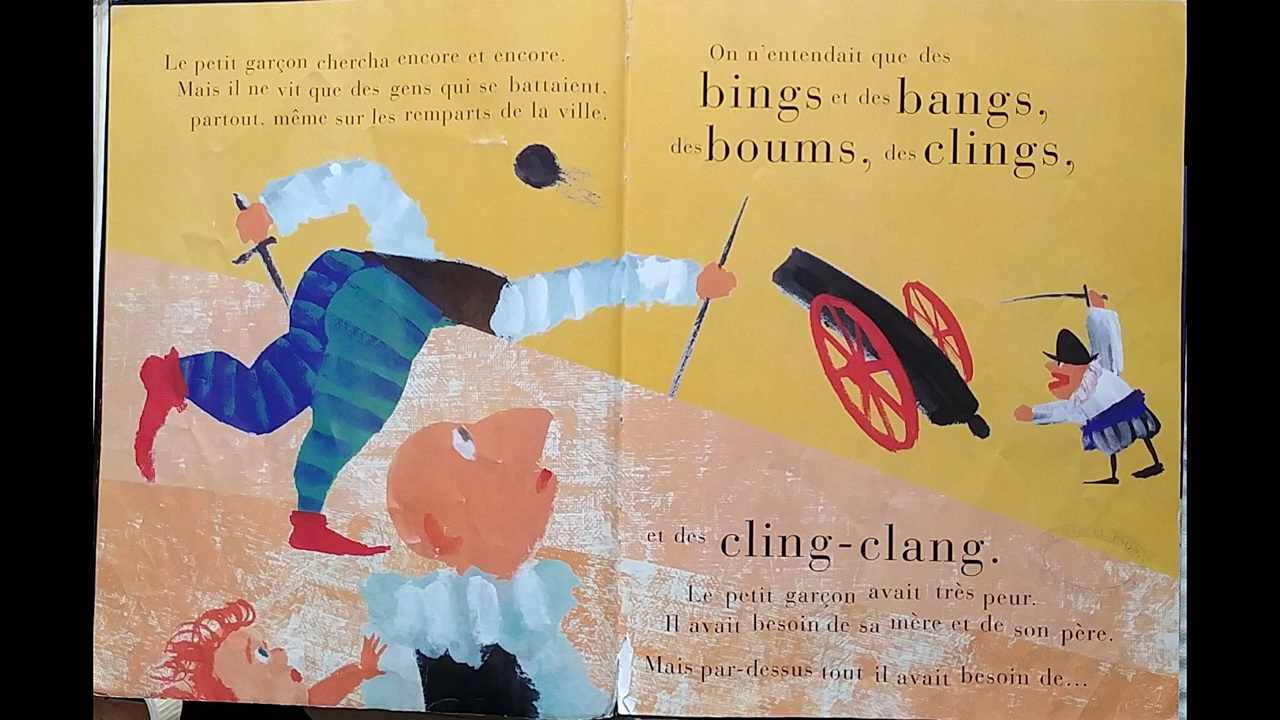 Le petit garçon chercha encore et encore.
Mais il ne vit que des gens qui se battaient,
partout, même sur les remparts de la ville.
On n'entendait que des
bings et des bangs,
des boums, des clings,
et des cling-clang.
Le petit garçon avait très peur.
Il avait besoin de sa mère et de son père.
Mais par-dessus tout il avait besoin de...